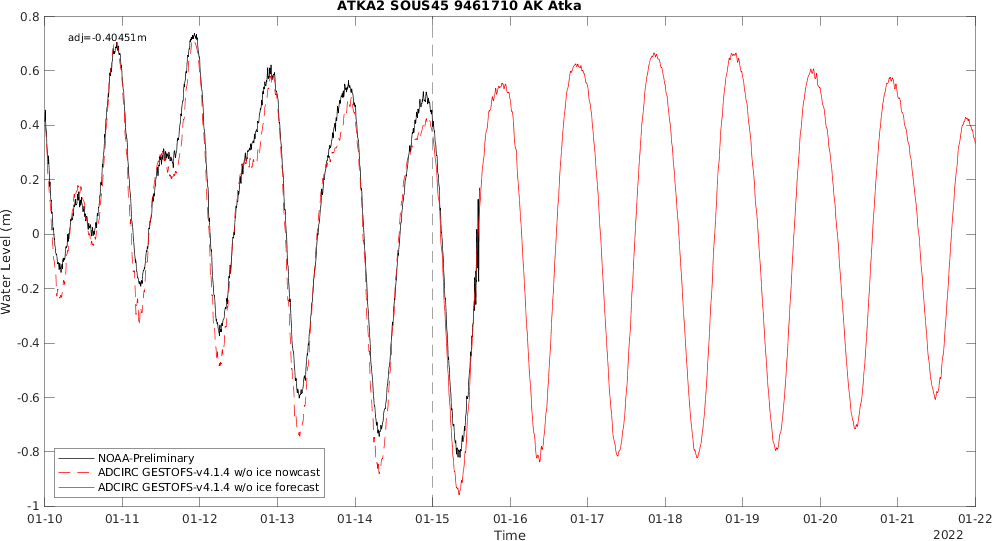 ATKA2 SOUS45 9461710 AK Atka
adj=-0.40451m
Water Level (m)
0.8
0.6
0.4
0.2
0
-0.2
-0.4
-0.6
-0.8
-1
NOAA-Preliminary
ADCIRC GESTOFS-v4.1.4 w/o ice nowcast
ADCIRC GESTOFS-v4.1.4 w/o ice forecast
01-10 01-11 01-12 01-13 01-14 01-15 01-16 01-17 01-18 01-19 01-20 01-21 01-22
Time
2022